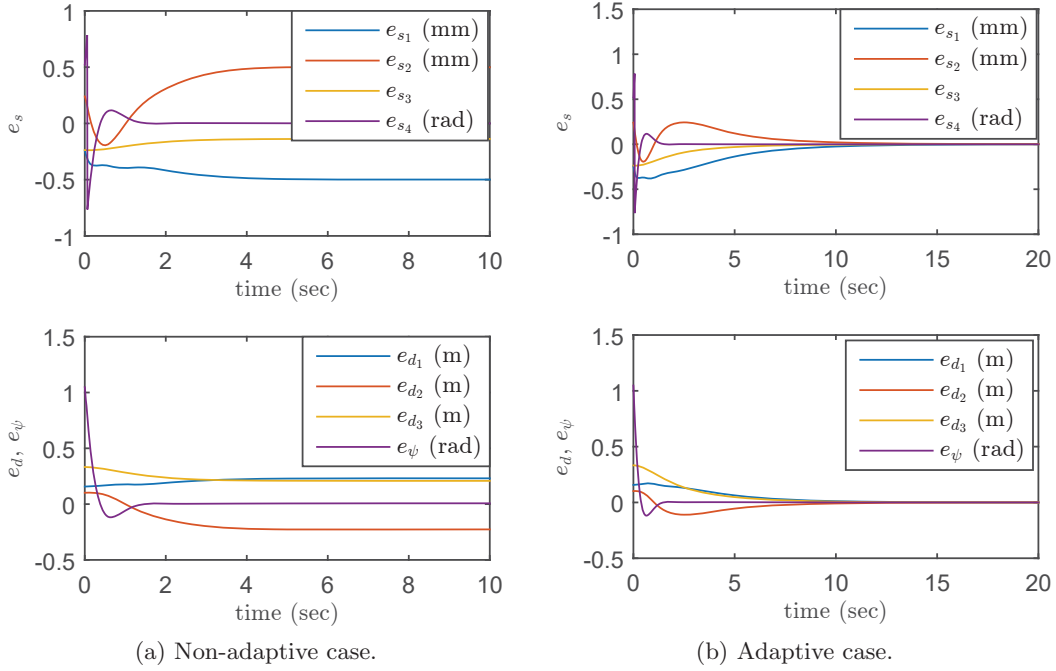 1
0.5
0
-0.5
-1
e_s
0 2 4 6 8 10
time (sec)
e_{s_1} (mm)
e_{s_2} (mm)
e_{s_3}
e_{s_4} (rad)
1.5
1
0.5
0
-0.5
-1
e_s
0 5 10 15 20
time (sec)
e_{s_1} (mm)
e_{s_2} (mm)
e_{s_3}
e_{s_4} (rad)
1.5
1
0.5
0
-0.5
e_d, e_ψ
0 2 4 6 8 10
time (sec)
e_{d_1} (m)
e_{d_2} (m)
e_{d_3} (m)
e_ψ (rad)
1.5
1
0.5
0
-0.5
e_d, e_ψ
0 5 10 15 20
time (sec)
e_{d_1} (m)
e_{d_2} (m)
e_{d_3} (m)
e_ψ (rad)
(a) Non-adaptive case.
(b) Adaptive case.